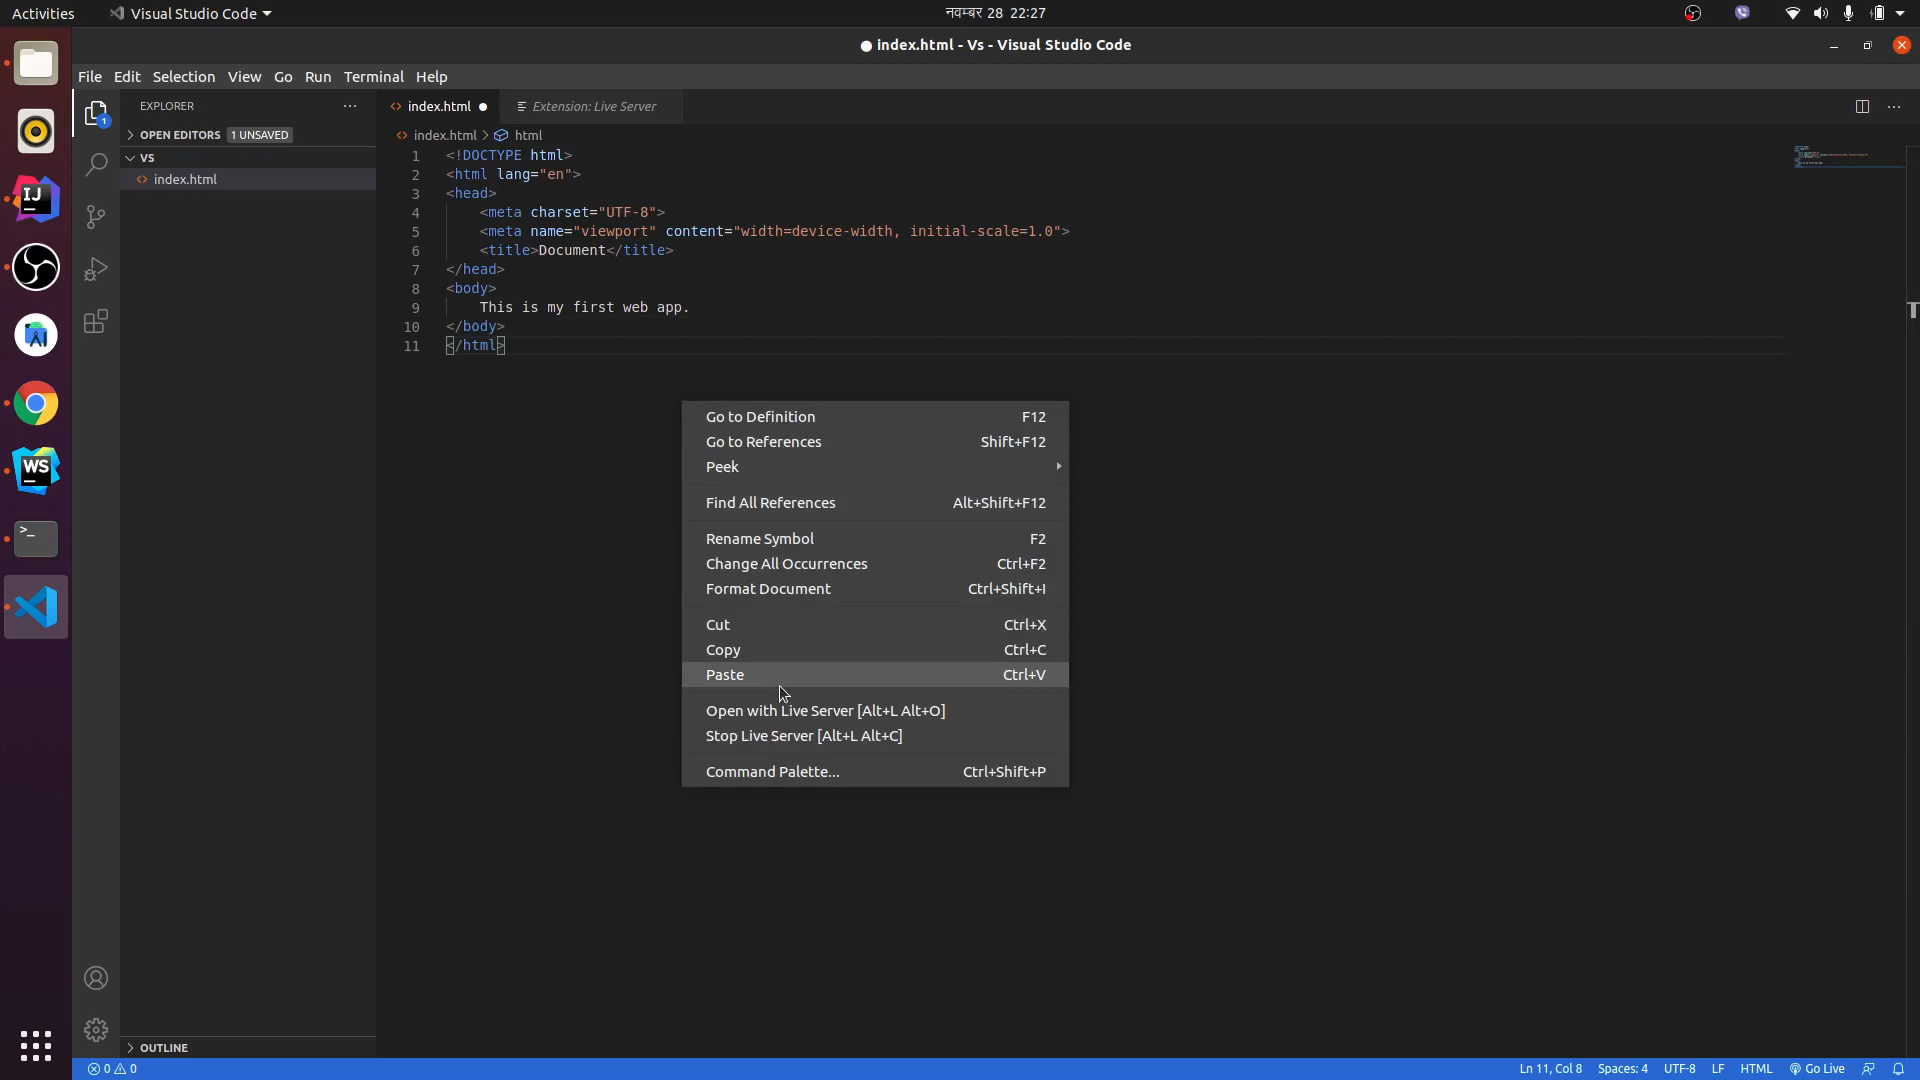 Activities
Visual Studio Code
नवम्बर 28 22:27
● index.html - Vs - Visual Studio Code
File Edit Selection View Go Run Terminal Help
EXPLORER
OPEN EDITORS 1 UNSAVED
VS
index.html
1
IJ
WS
>_
index.html ●
Extension: Live Server
index.html > html
1 <!DOCTYPE html>
2 <html lang="en">
3 <head>
4 <meta charset="UTF-8">
5 <meta name="viewport" content="width=device-width, initial-scale=1.0">
6 <title>Document</title>
7 </head>
8 <body>
9 This is my first web app.
10 </body>
11 </html>
Go to Definition F12
Go to References Shift+F12
Peek
Find All References Alt+Shift+F12
Rename Symbol F2
Change All Occurrences Ctrl+F2
Format Document Ctrl+Shift+I
Cut Ctrl+X
Copy Ctrl+C
Paste Ctrl+V
Open with Live Server [Alt+L Alt+O]
Stop Live Server [Alt+L Alt+C]
Command Palette... Ctrl+Shift+P
OUTLINE
0 0
Ln 11, Col 8 Spaces: 4 UTF-8 LF HTML Go Live